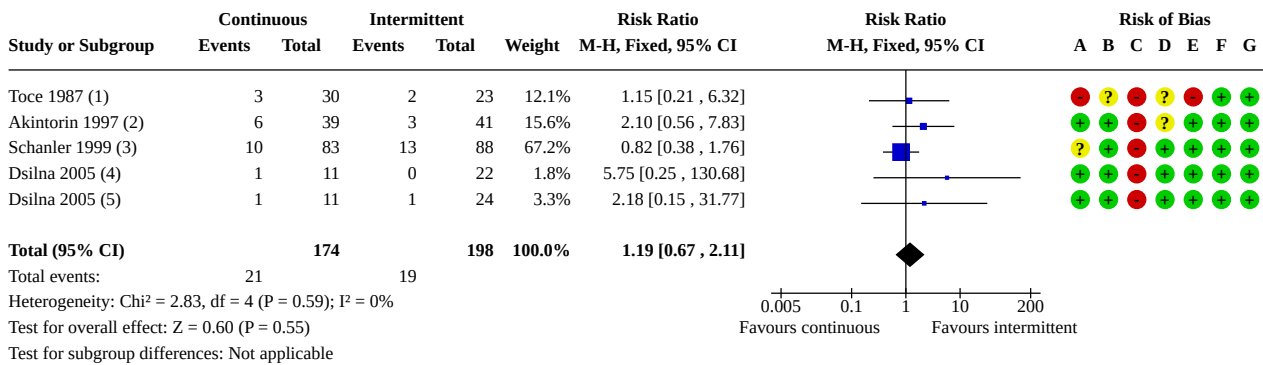 Continuous Intermittent Risk Ratio Risk Ratio Risk of Bias
Study or Subgroup Events Total Events Total Weight M-H, Fixed, 95% CI M-H, Fixed, 95% CI A B C D E F G
Toce 1987 (1) 3 30 2 23 12.1% 1.15 [0.21 , 6.32] - ? - ? - + +
Akintorin 1997 (2) 6 39 3 41 15.6% 2.10 [0.56 , 7.83] + + - ? + + +
Schanler 1999 (3) 10 83 13 88 67.2% 0.82 [0.38 , 1.76] ? + - + + + +
Dsilna 2005 (4) 1 11 0 22 1.8% 5.75 [0.25 , 130.68] + + - + + + +
Dsilna 2005 (5) 1 11 1 24 3.3% 2.18 [0.15 , 31.77] + + - + + + +
Total (95% CI) 174 198 100.0% 1.19 [0.67 , 2.11]
Total events: 21 19
Heterogeneity: Chi² = 2.83, df = 4 (P = 0.59); I² = 0%
0.005 0.1 1 10 200
Test for overall effect: Z = 0.60 (P = 0.55) Favours continuous Favours intermittent
Test for subgroup differences: Not applicable